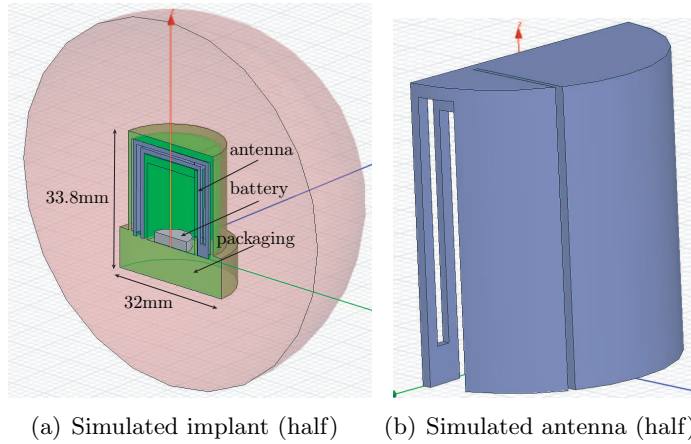 antenna
battery
33.8mm
packaging
32mm
(a) Simulated implant (half)
(b) Simulated antenna (half)